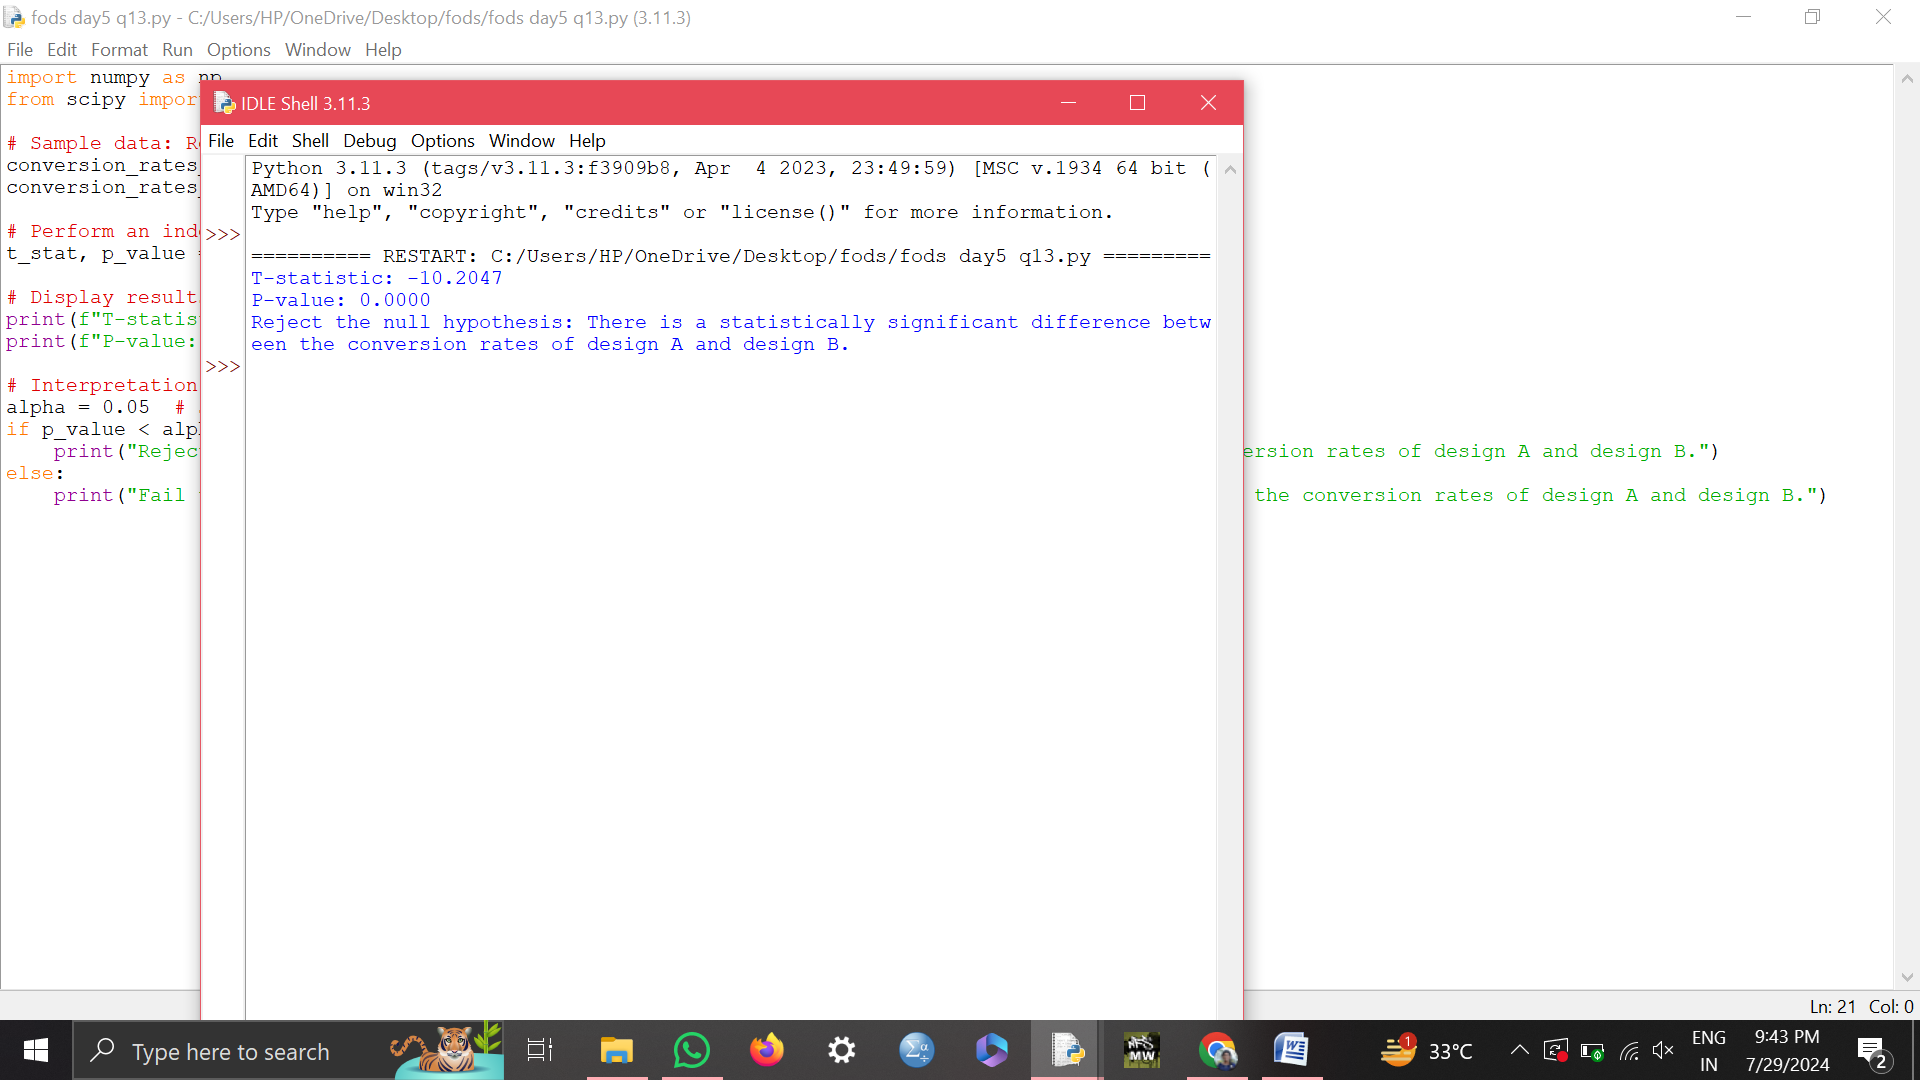 fods day5 q13.py - C:/Users/HP/OneDrive/Desktop/fods/fods day5 q13.py (3.11.3)
File Edit Format Run Options Window Help
import numpy as np
from scipy impor
# Sample data: R
conversion_rates_
conversion_rates_
# Perform an ind
t_stat, p_value
# Display result
print(f"T-statis
print(f"P-value:
# Interpretation
alpha = 0.05 #
if p_value < alp
print("Rejec
ersion rates of design A and design B.")
else:
print("Fail
the conversion rates of design A and design B.")
IDLE Shell 3.11.3
File Edit Shell Debug Options Window Help
Python 3.11.3 (tags/v3.11.3:f3909b8, Apr  4 2023, 23:49:59) [MSC v.1934 64 bit (
AMD64)] on win32
Type "help", "copyright", "credits" or "license()" for more information.
>>>
========== RESTART: C:/Users/HP/OneDrive/Desktop/fods/fods day5 q13.py =========
T-statistic: -10.2047
P-value: 0.0000
Reject the null hypothesis: There is a statistically significant difference betw
een the conversion rates of design A and design B.
>>>
Ln: 21 Col: 0
Type here to search
Σα
MW
W
1
33°C
ENG
IN
9:43 PM
7/29/2024
2